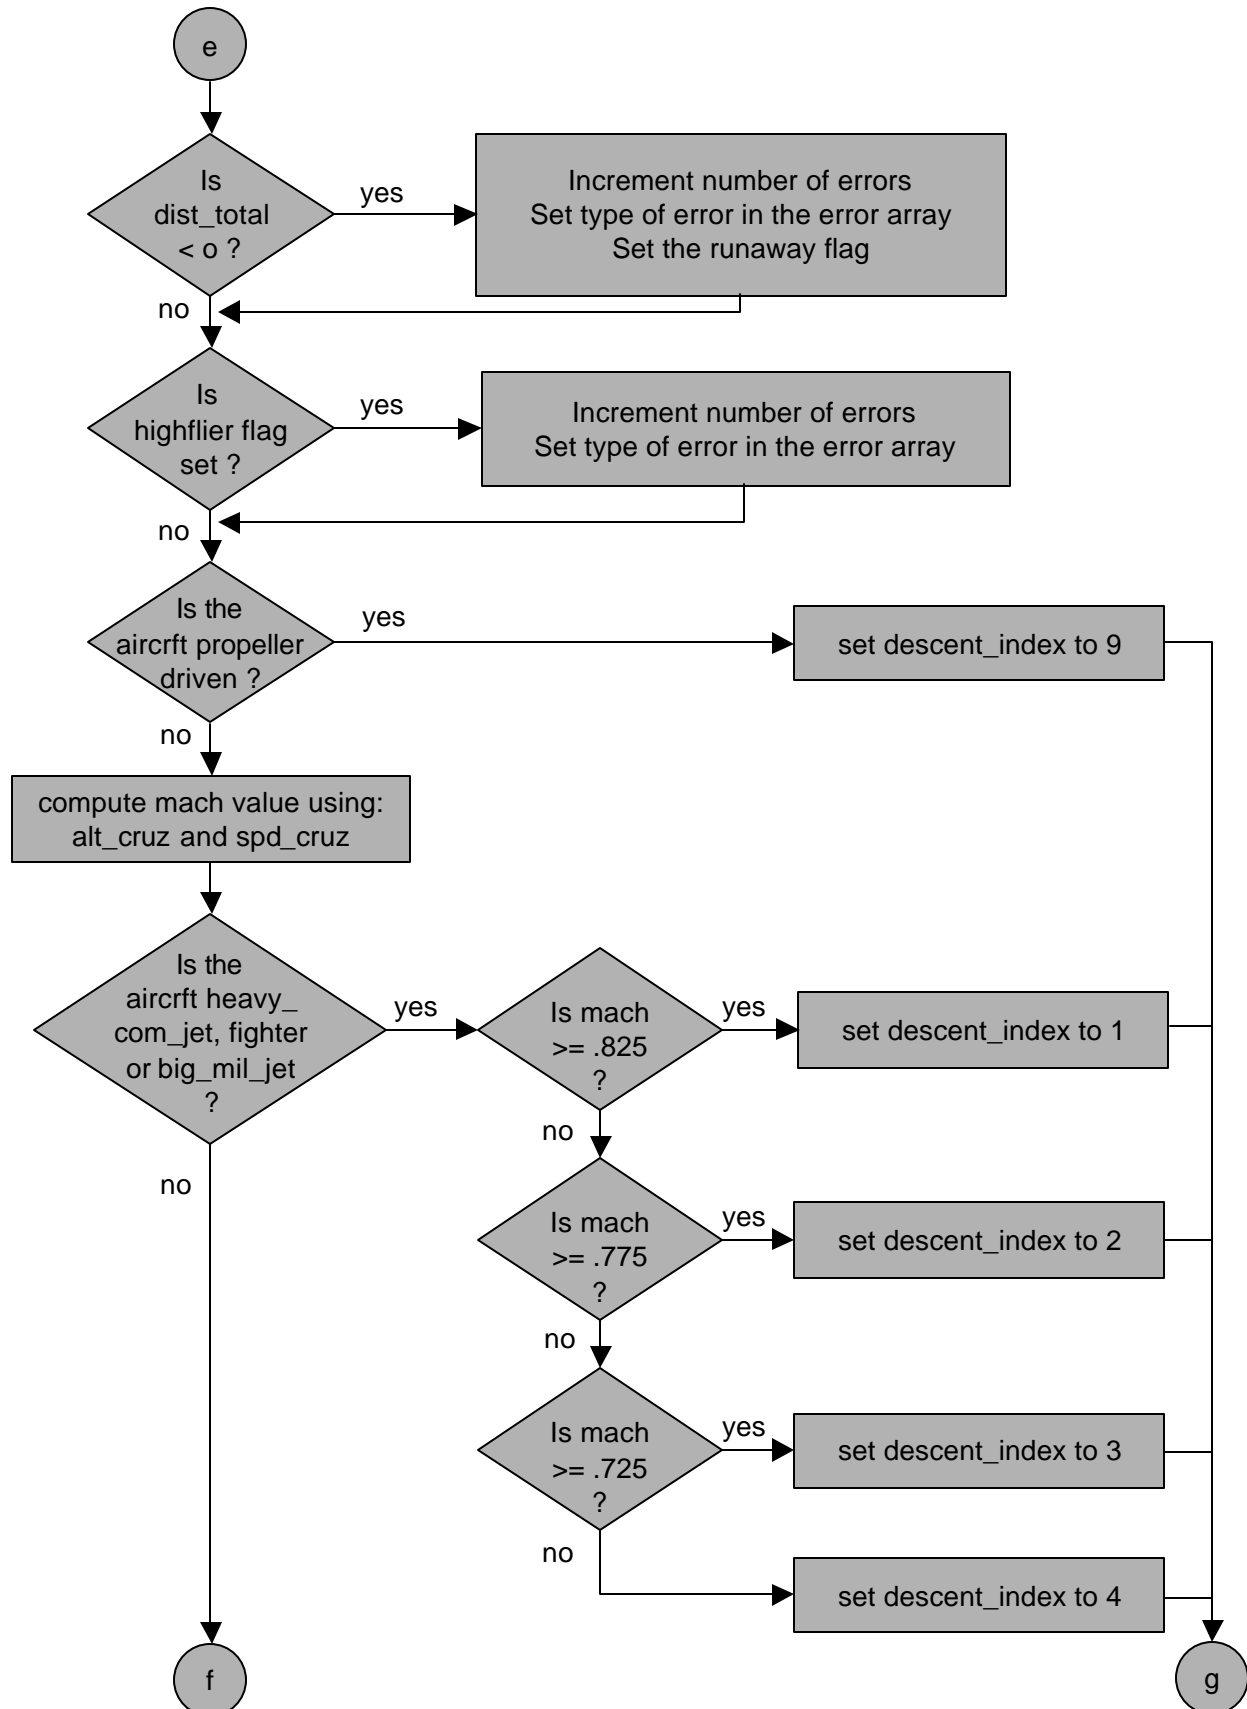 e
Is
dist_total
< o ?
yes
Increment number of errors
Set type of error in the error array
Set the runaway flag
no
Is
highflier flag
set ?
yes
Increment number of errors
Set type of error in the error array
no
Is the
aircrft propeller
driven ?
yes
set descent_index to 9
no
compute mach value using:
alt_cruz and spd_cruz
Is the
aircrft heavy_
com_jet, fighter
or big_mil_jet
?
yes
Is mach
>= .825
?
yes
set descent_index to 1
no
no
Is mach
>= .775
?
yes
set descent_index to 2
no
Is mach
>= .725
?
yes
set descent_index to 3
no
set descent_index to 4
f
g